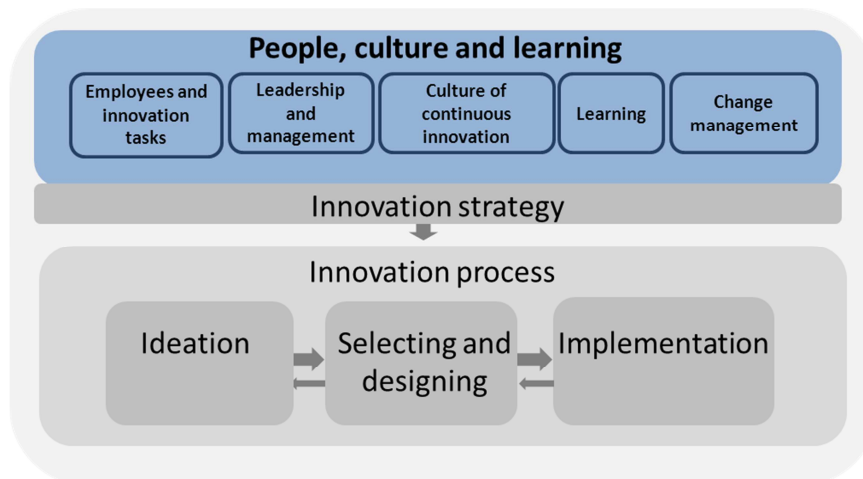 People, culture and learning
Employees and
innovation
tasks
Leadership
and
management
Culture of
continuous
innovation
Learning
Change
management
Innovation strategy
Innovation process
Ideation
Selecting and
designing
Implementation